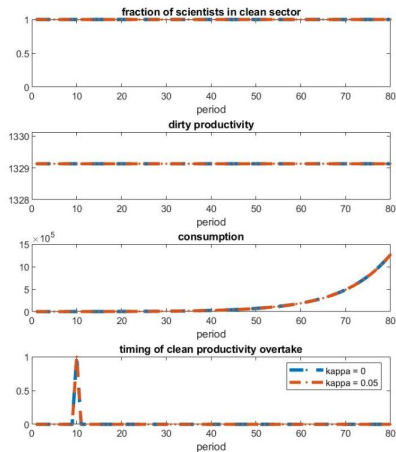 fraction of scientists in clean sector
1
0.5
0
0 10 20 30 40 50 60 70 80
period
dirty productivity
1330
1329
1328
0 10 20 30 40 50 60 70 80
period
×10⁵ consumption
15
10
5
0
0 10 20 30 40 50 60 70 80
period
timing of clean productivity overtake
1
kappa = 0
kappa = 0.05
0.5
0
0 10 20 30 40 50 60 70 80
period